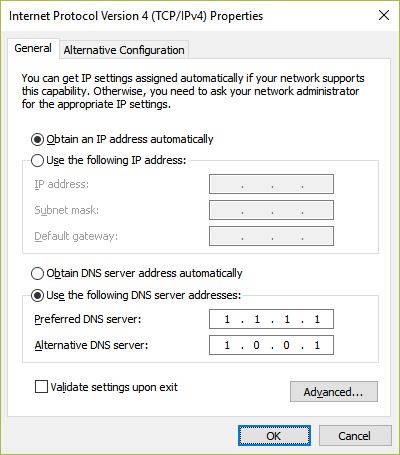 Internet Protocol Version 4 (TCP/IPv4) Properties
General
Alternative Configuration
You can get IP settings assigned automatically if your network supports
this capability. Otherwise, you need to ask your network administrator
for the appropriate IP settings.
Obtain an IP address automatically
Use the following IP address:
IP address: . . .
Subnet mask: . . .
Default gateway: . . .
Obtain DNS server address automatically
Use the following DNS server addresses:
Preferred DNS server: 1 . 1 . 1 . 1
Alternative DNS server: 1 . 0 . 0 . 1
Validate settings upon exit
Advanced...
OK Cancel